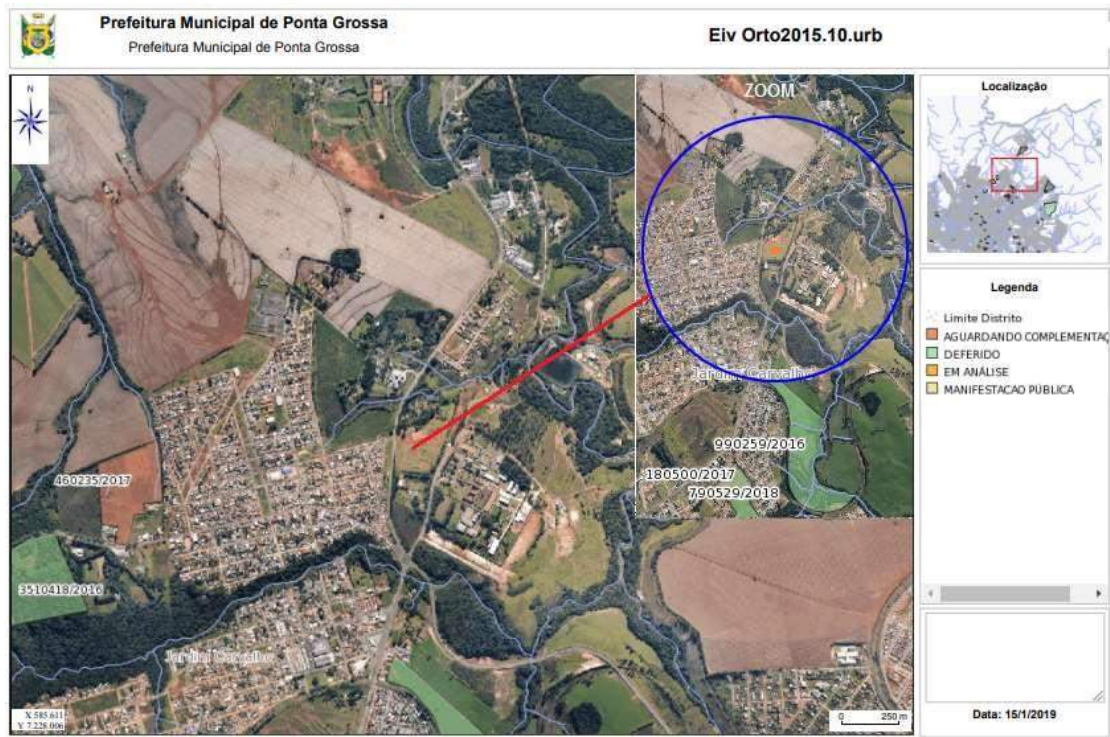 Prefeitura Municipal de Ponta Grossa
Prefeitura Municipal de Ponta Grossa
Eiv Orto2015.10.urb
N
ZOOM
Jardim Carvalho
990259/2016
180500/2017
790529/2018
460235/2017
3510418/2016
Jardim Carvalho
X 585.611
Y 7.228.006
0 250 m
Localização
Legenda
Limite Distrito
AGUARDANDO COMPLEMENTAÇ
DEFERIDO
EM ANÁLISE
MANIFESTACAO PÚBLICA
Data: 15/1/2019